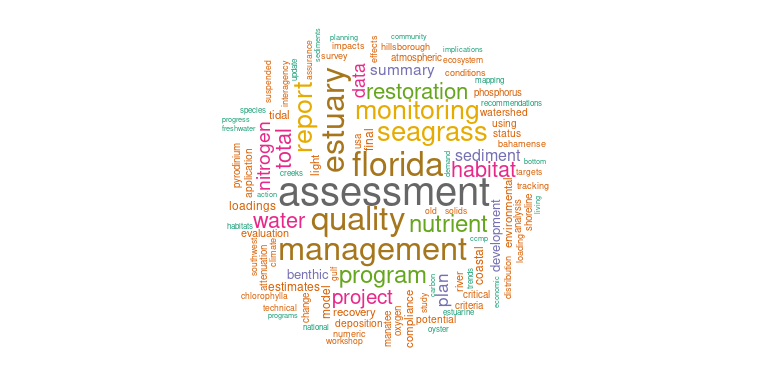 community
planning
implications
impacts
hillsborough
effects
sediments
survey
atmospheric
ecosystem
assurance
update
summary
conditions
data
interagency
suspended
mapping
restoration
phosphorus
estuary
report
monitoring
recommendations
species
tidal
watershed
progress
using
freshwater
total
usa
final
seagrass
status
bahamense
nitrogen
light
demand
sediment
bottom
florida
habitat
targets
pyrodinium
application
creeks
tracking
action
assessment
living
loadings
old
solids
environmental
analysis
shoreline
habitats
water
quality
nutrient
evaluation
ccmp
development
southwest
climate
attenuation
management
coastal
loading
benthic
gulf
program
carbon
river
trends
distribution
estimates
plan
economic
chlorophylla
change
model
project
critical
technical
compliance
study
criteria
programs
recovery
estuarine
national
deposition
manatee
oxygen
potential
numeric
oyster
workshop